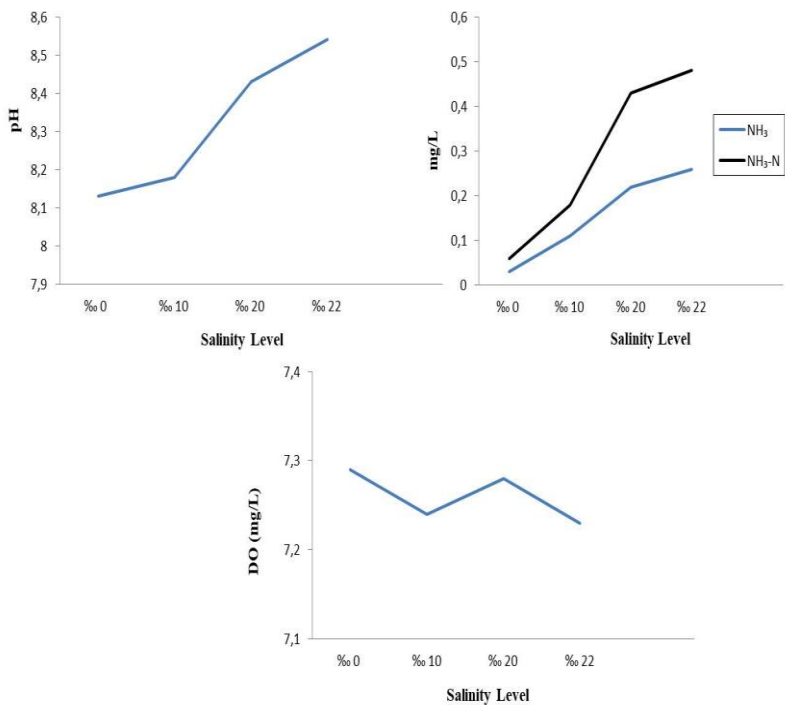 8,6
8,5
8,4
8,3
8,2
8,1
8
7,9
pH
‰ 0 ‰ 10 ‰ 20 ‰ 22
Salinity Level
0,6
0,5
0,4
0,3
0,2
0,1
0
mg/L
‰ 0 ‰ 10 ‰ 20 ‰ 22
Salinity Level
NH₃
NH₃-N
7,4
7,3
7,2
7,1
DO (mg/L)
‰ 0 ‰ 10 ‰ 20 ‰ 22
Salinity Level